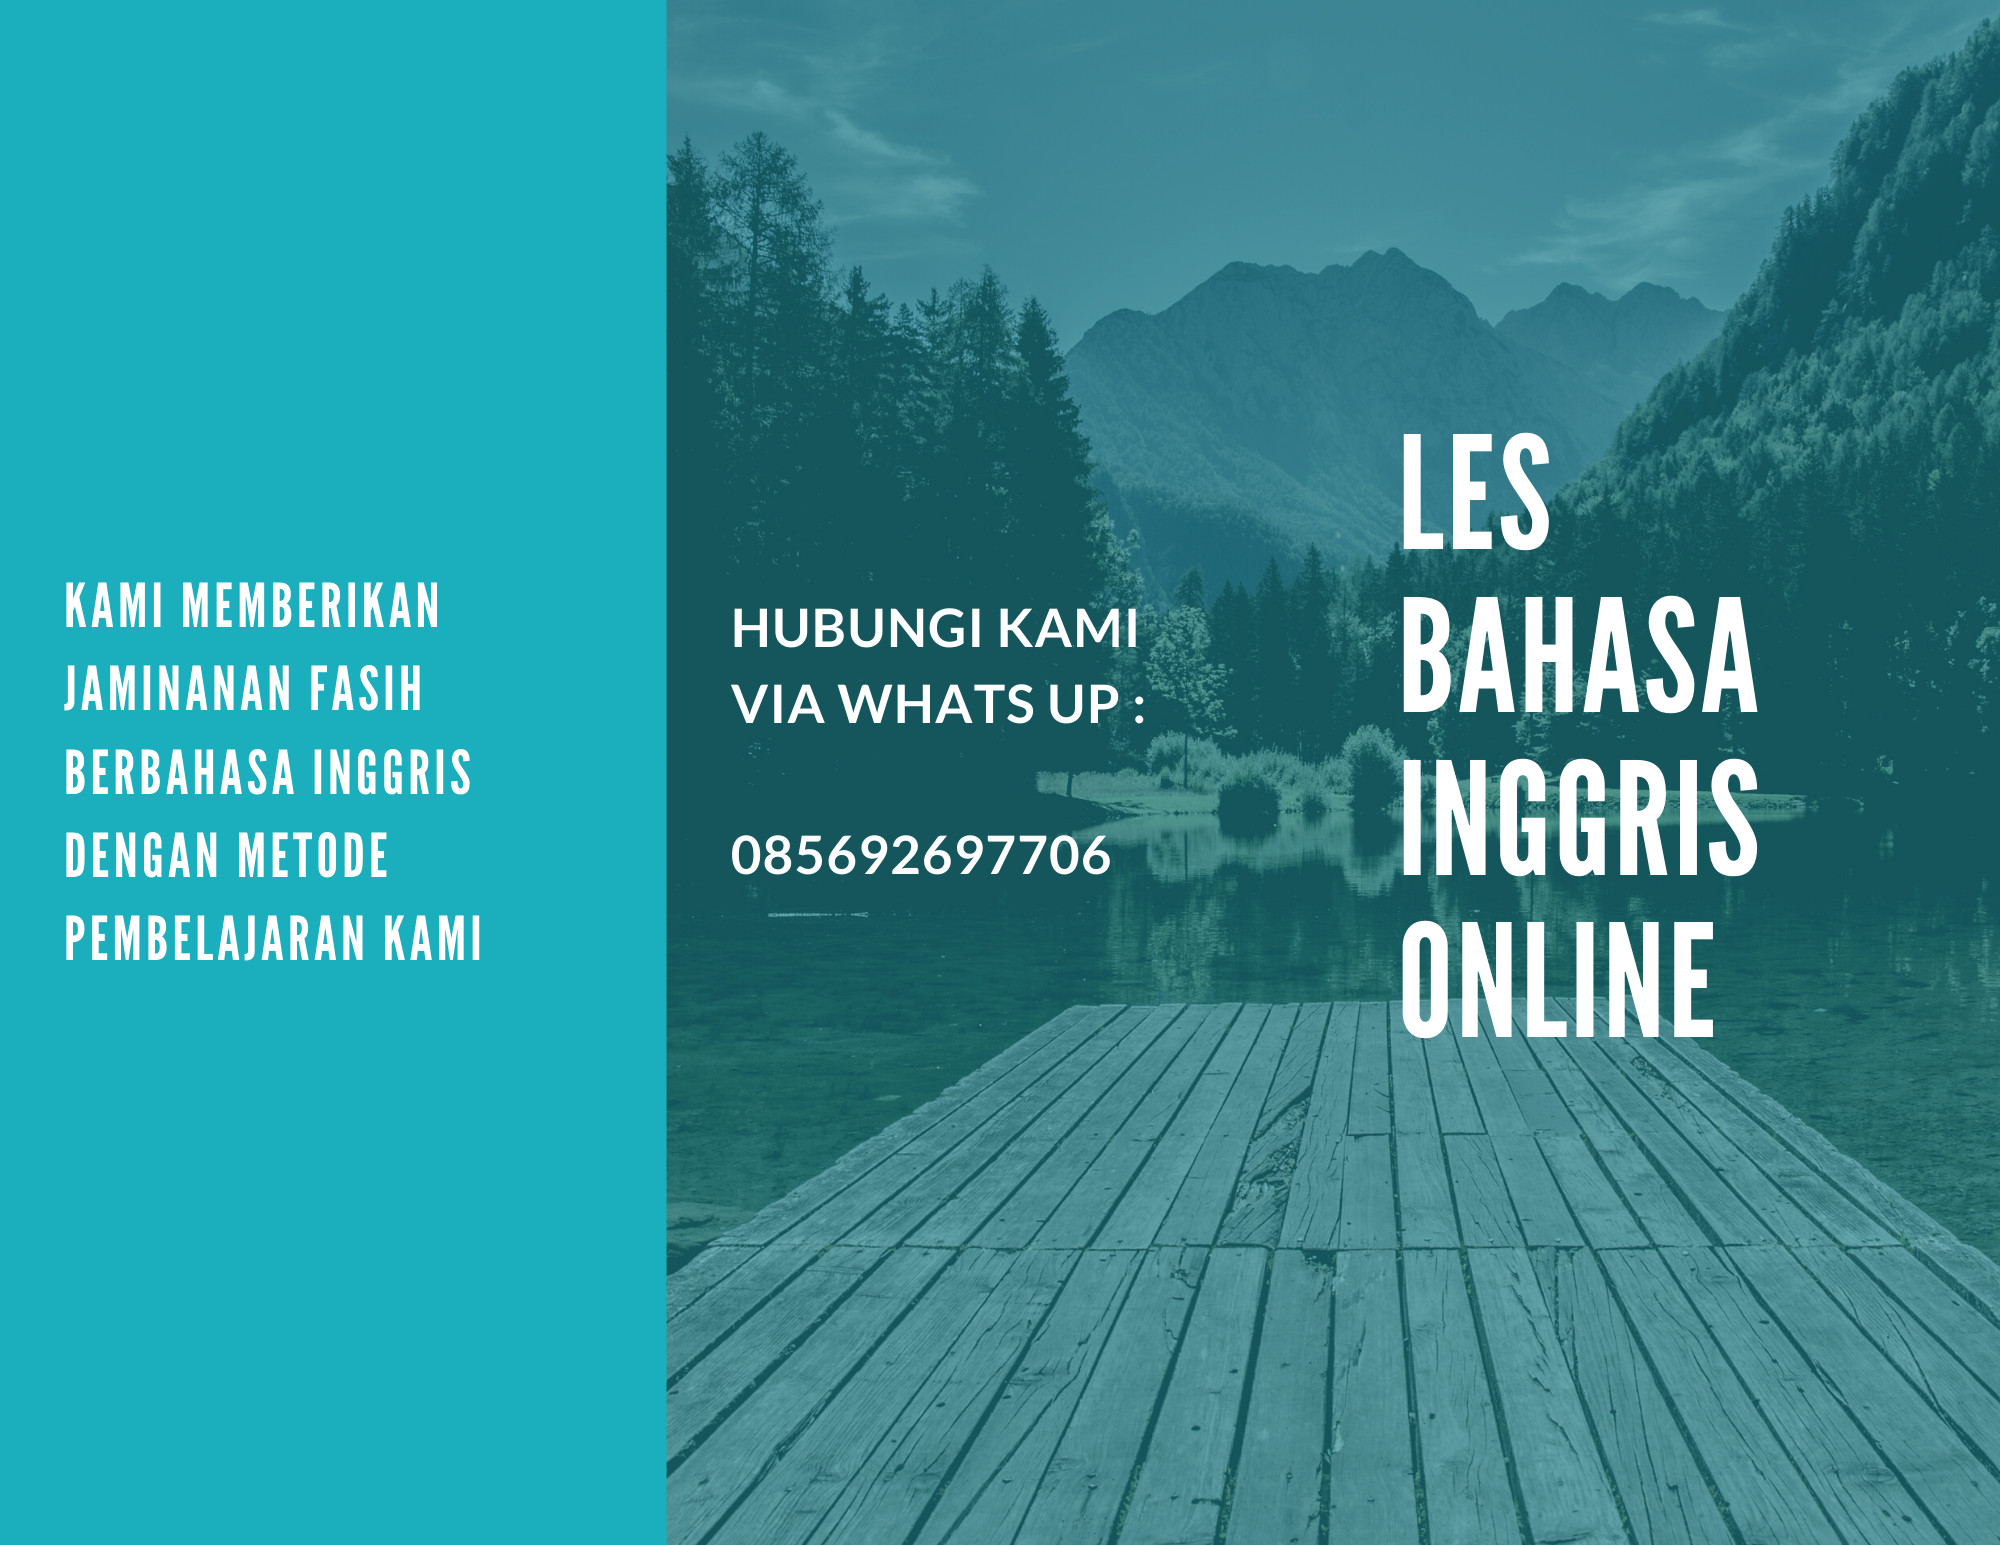 KAMI MEMBERIKAN
JAMINANAN FASIH
BERBAHASA INGGRIS
DENGAN METODE
PEMBELAJARAN KAMI
HUBUNGI KAMI
VIA WHATS UP :
085692697706
LES
BAHASA
INGGRIS
ONLINE